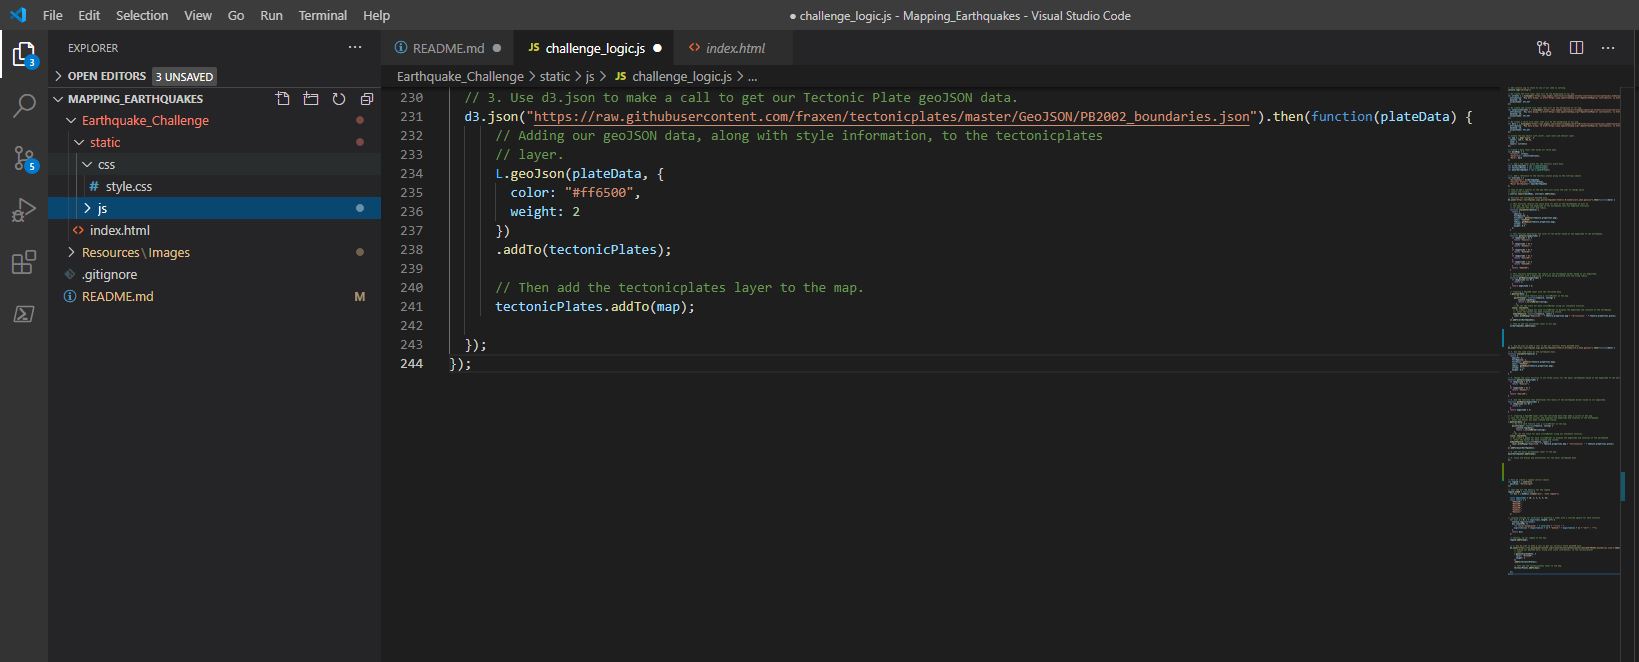 File Edit Selection View Go Run Terminal Help
● challenge_logic.js - Mapping_Earthquakes - Visual Studio Code
EXPLORER
OPEN EDITORS 3 UNSAVED
MAPPING_EARTHQUAKES
Earthquake_Challenge
static
css
# style.css
js
<> index.html
Resources \ Images
.gitignore
README.md M
3
5
README.md ●
JS challenge_logic.js ●
<> index.html
Earthquake_Challenge > static > js > JS challenge_logic.js > ...
230 // 3. Use d3.json to make a call to get our Tectonic Plate geoJSON data.
231 d3.json("https://raw.githubusercontent.com/fraxen/tectonicplates/master/GeoJSON/PB2002_boundaries.json").then(function(plateData) {
232 // Adding our geoJSON data, along with style information, to the tectonicplates
233 // layer.
234 L.geoJson(plateData, {
235 color: "#ff6500",
236 weight: 2
237 })
238 .addTo(tectonicPlates);
239
240 // Then add the tectonicplates layer to the map.
241 tectonicPlates.addTo(map);
242
243 });
244 });